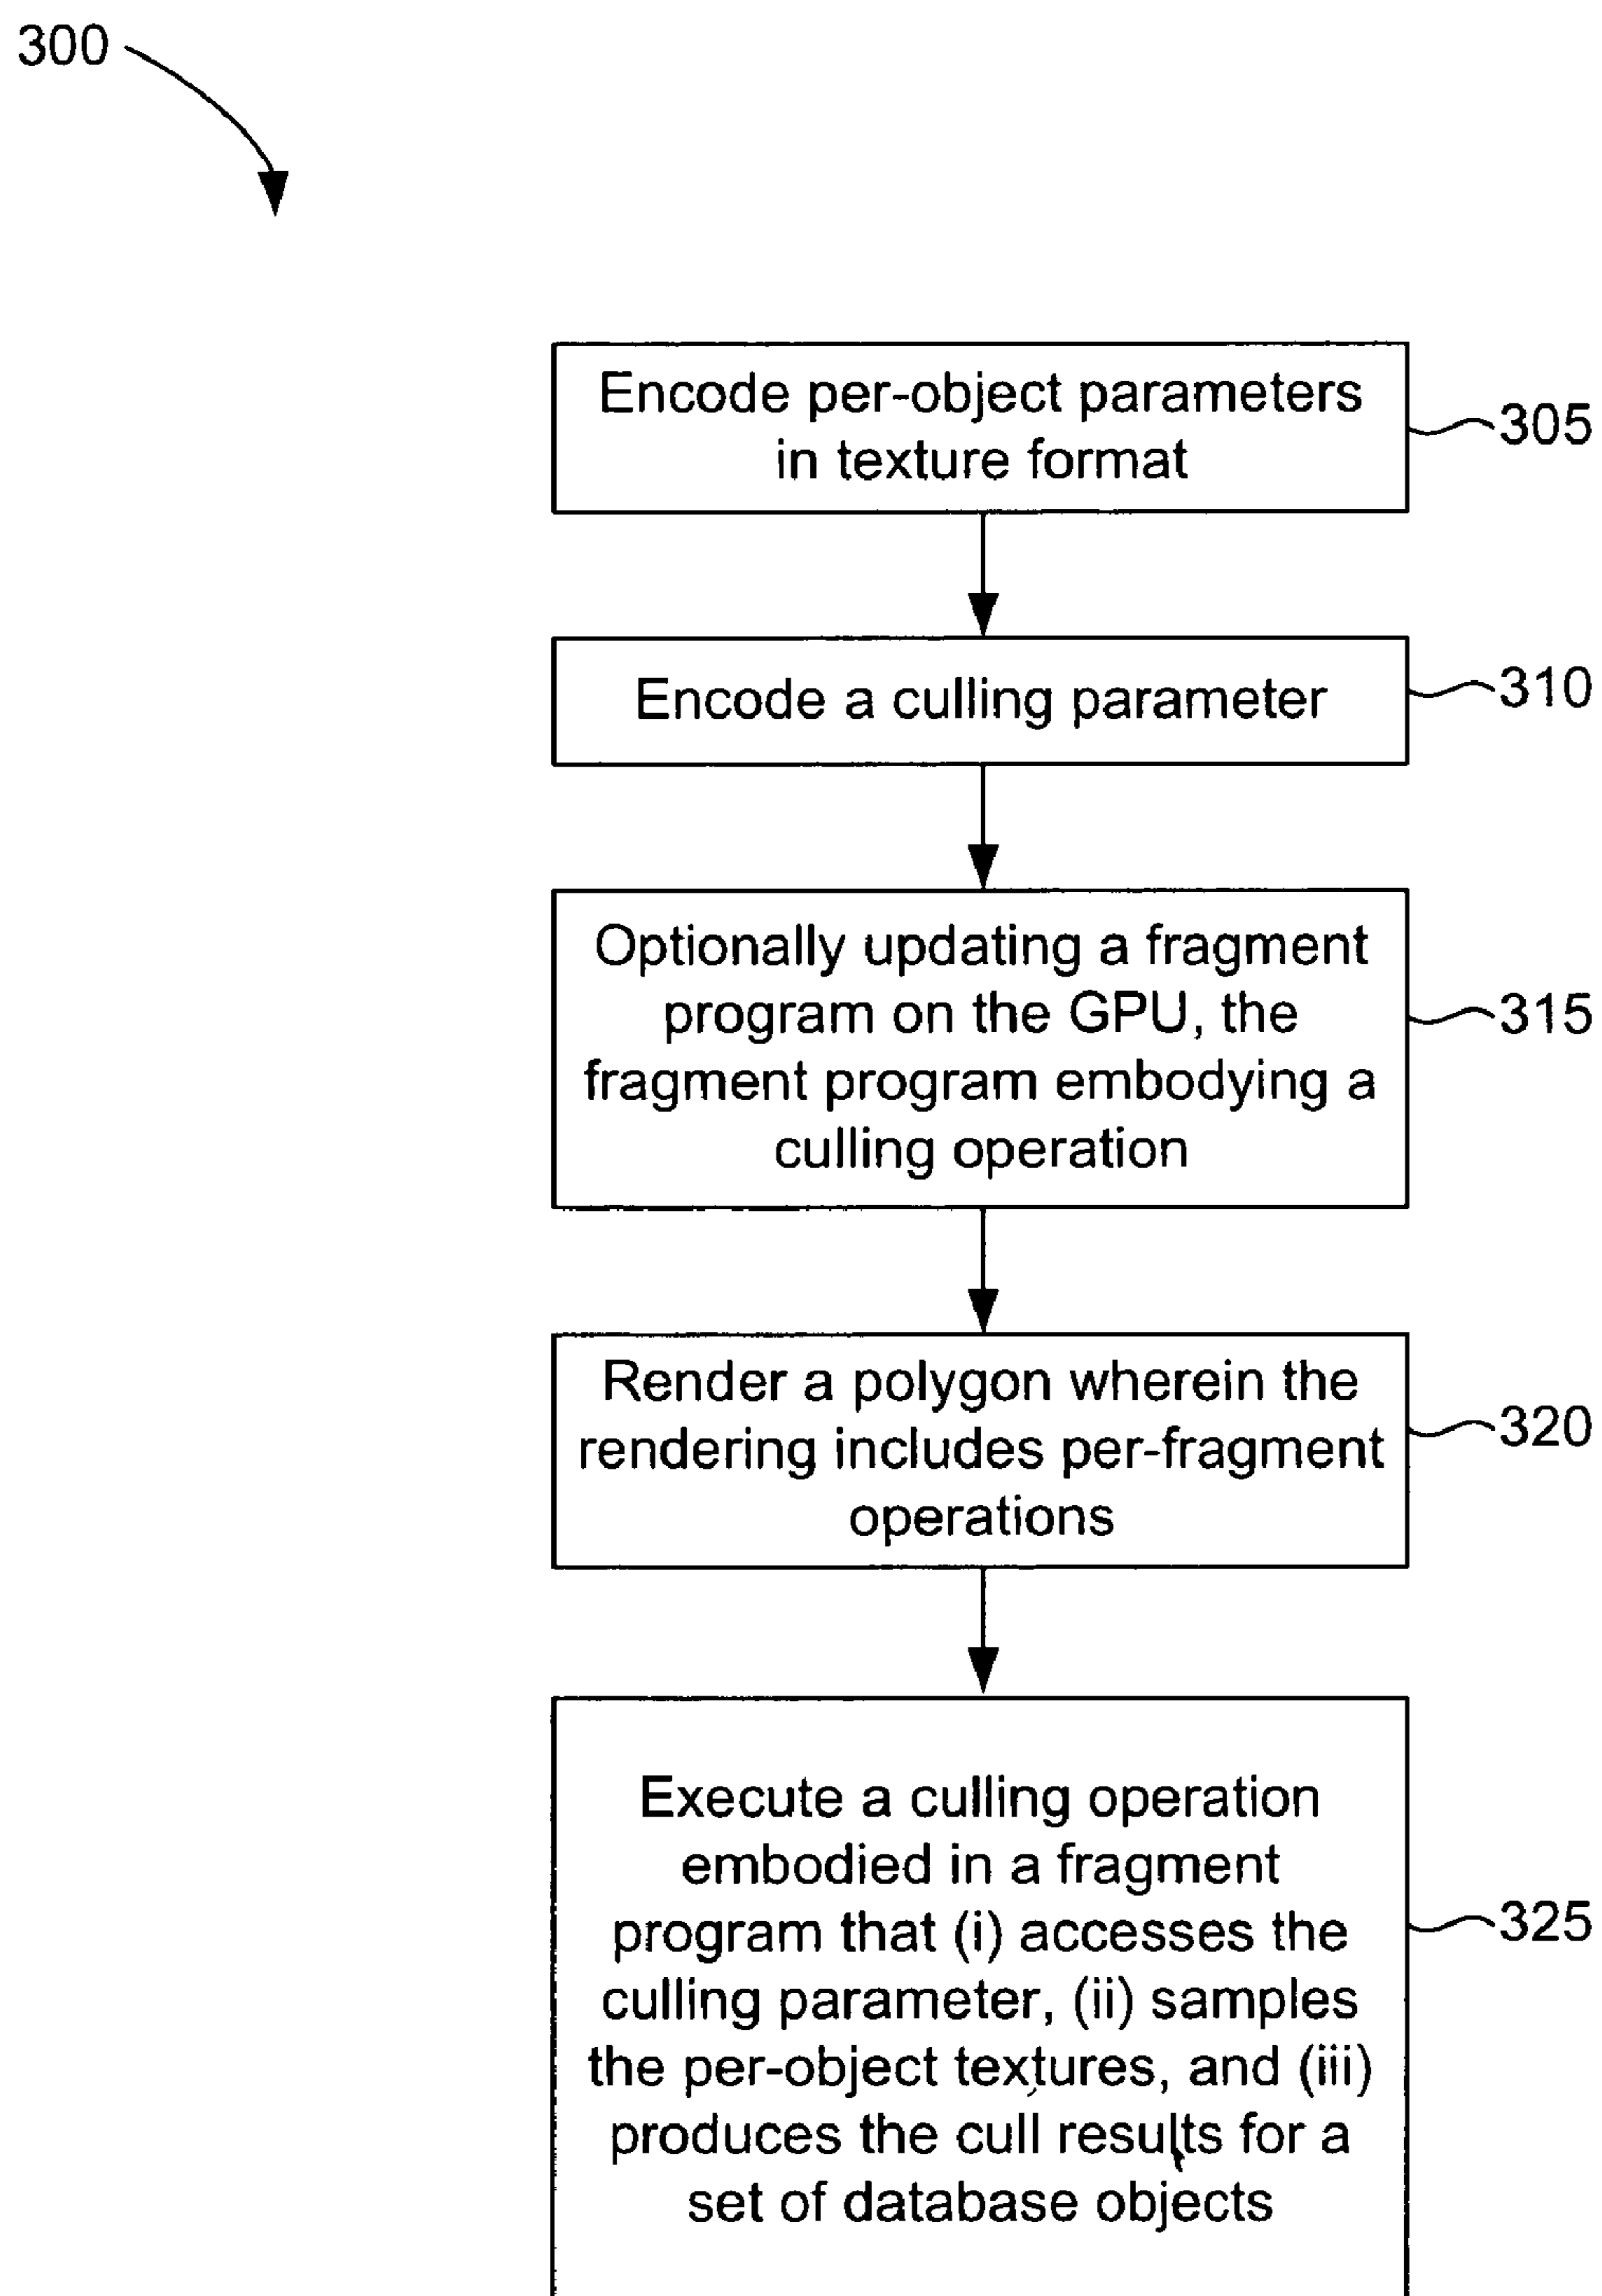 300
Encode per-object parameters
in texture format
305
Encode a culling parameter
310
Optionally updating a fragment
program on the GPU, the
fragment program embodying a
culling operation
315
Render a polygon wherein the
rendering includes per-fragment
operations
320
Execute a culling operation
embodied in a fragment
program that (i) accesses the
culling parameter, (ii) samples
the per-object textures, and (iii)
produces the cull results for a
set of database objects
325